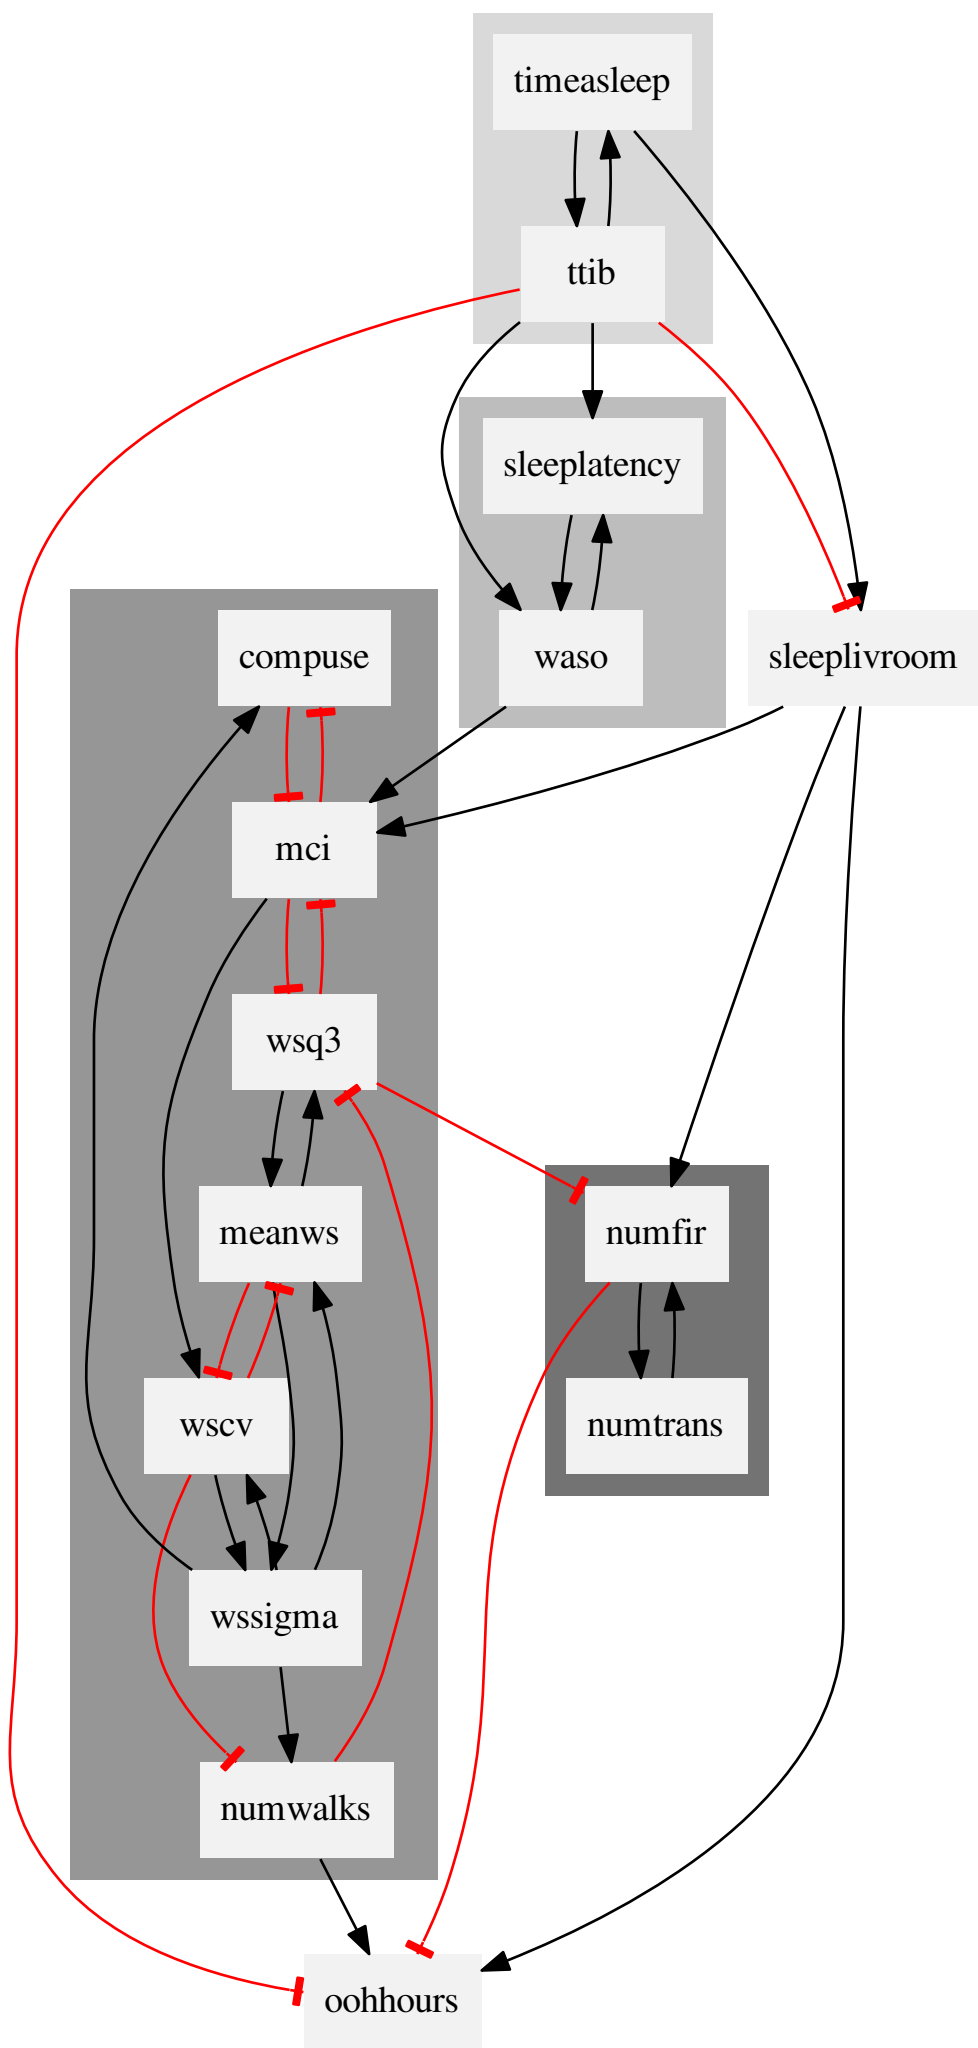 timeasleep
ttib
sleeplatency
compuse
waso
sleeplivroom
mci
wsq3
meanws
numfir
wscv
numtrans
wssigma
numwalks
oohhours